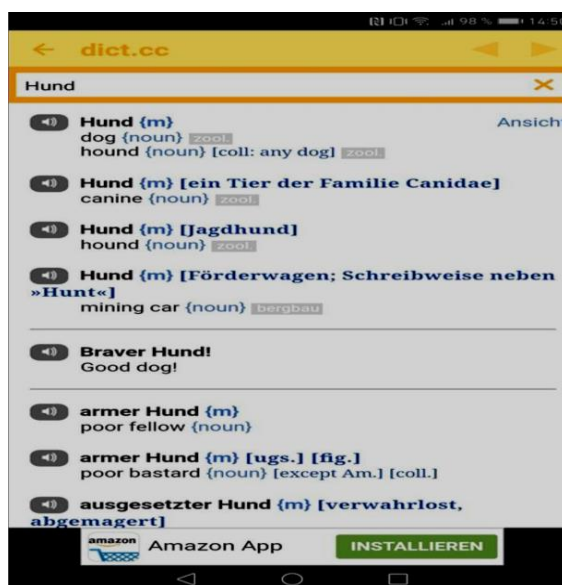 98 % 14:50
dict.cc
Hund
Hund {m} Ansicht
dog {noun} zool.
hound {noun} [coll: any dog] zool.
Hund {m} [ein Tier der Familie Canidae]
canine {noun} zool.
Hund {m} [Jagdhund]
hound {noun} zool.
Hund {m} [Förderwagen; Schreibweise neben
»Hunt«]
mining car {noun} bergbau
Braver Hund!
Good dog!
armer Hund {m}
poor fellow {noun}
armer Hund {m} [ugs.] [fig.]
poor bastard {noun} [except Am.] [coll.]
ausgesetzter Hund {m} [verwahrlost,
abgemagert]
amazon
Amazon App INSTALLIEREN